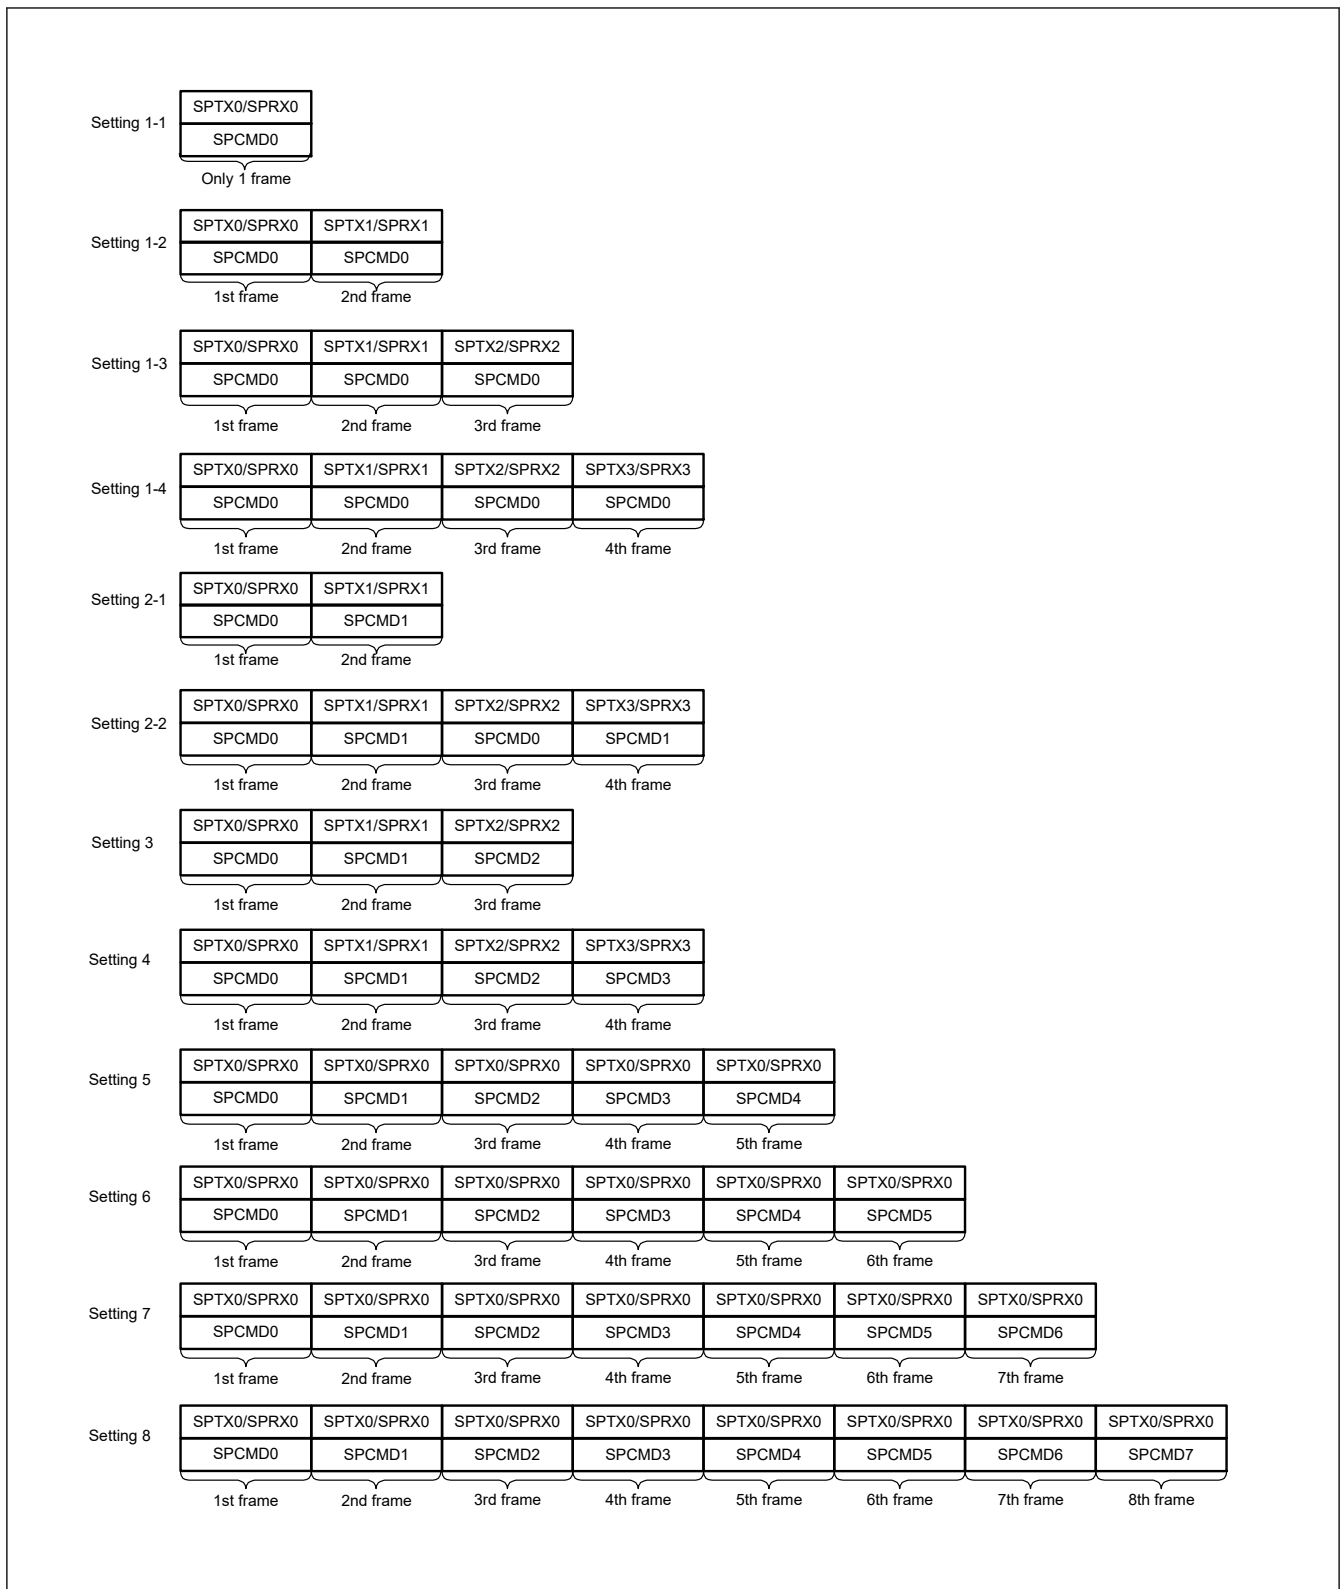 SPTX0/SPRX0
Setting 1-1
SPCMD0
Only 1 frame
SPTX0/SPRX0 SPTX1/SPRX1
Setting 1-2
SPCMD0 SPCMD0
1st frame 2nd frame
SPTX0/SPRX0 SPTX1/SPRX1 SPTX2/SPRX2
Setting 1-3
SPCMD0 SPCMD0 SPCMD0
1st frame 2nd frame 3rd frame
SPTX0/SPRX0 SPTX1/SPRX1 SPTX2/SPRX2 SPTX3/SPRX3
Setting 1-4
SPCMD0 SPCMD0 SPCMD0 SPCMD0
1st frame 2nd frame 3rd frame 4th frame
SPTX0/SPRX0 SPTX1/SPRX1
Setting 2-1
SPCMD0 SPCMD1
1st frame 2nd frame
SPTX0/SPRX0 SPTX1/SPRX1 SPTX2/SPRX2 SPTX3/SPRX3
Setting 2-2
SPCMD0 SPCMD1 SPCMD0 SPCMD1
1st frame 2nd frame 3rd frame 4th frame
SPTX0/SPRX0 SPTX1/SPRX1 SPTX2/SPRX2
Setting 3
SPCMD0 SPCMD1 SPCMD2
1st frame 2nd frame 3rd frame
SPTX0/SPRX0 SPTX1/SPRX1 SPTX2/SPRX2 SPTX3/SPRX3
Setting 4
SPCMD0 SPCMD1 SPCMD2 SPCMD3
1st frame 2nd frame 3rd frame 4th frame
SPTX0/SPRX0 SPTX0/SPRX0 SPTX0/SPRX0 SPTX0/SPRX0 SPTX0/SPRX0
Setting 5
SPCMD0 SPCMD1 SPCMD2 SPCMD3 SPCMD4
1st frame 2nd frame 3rd frame 4th frame 5th frame
SPTX0/SPRX0 SPTX0/SPRX0 SPTX0/SPRX0 SPTX0/SPRX0 SPTX0/SPRX0 SPTX0/SPRX0
Setting 6
SPCMD0 SPCMD1 SPCMD2 SPCMD3 SPCMD4 SPCMD5
1st frame 2nd frame 3rd frame 4th frame 5th frame 6th frame
SPTX0/SPRX0 SPTX0/SPRX0 SPTX0/SPRX0 SPTX0/SPRX0 SPTX0/SPRX0 SPTX0/SPRX0 SPTX0/SPRX0
Setting 7
SPCMD0 SPCMD1 SPCMD2 SPCMD3 SPCMD4 SPCMD5 SPCMD6
1st frame 2nd frame 3rd frame 4th frame 5th frame 6th frame 7th frame
SPTX0/SPRX0 SPTX0/SPRX0 SPTX0/SPRX0 SPTX0/SPRX0 SPTX0/SPRX0 SPTX0/SPRX0 SPTX0/SPRX0 SPTX0/SPRX0
Setting 8
SPCMD0 SPCMD1 SPCMD2 SPCMD3 SPCMD4 SPCMD5 SPCMD6 SPCMD7
1st frame 2nd frame 3rd frame 4th frame 5th frame 6th frame 7th frame 8th frame